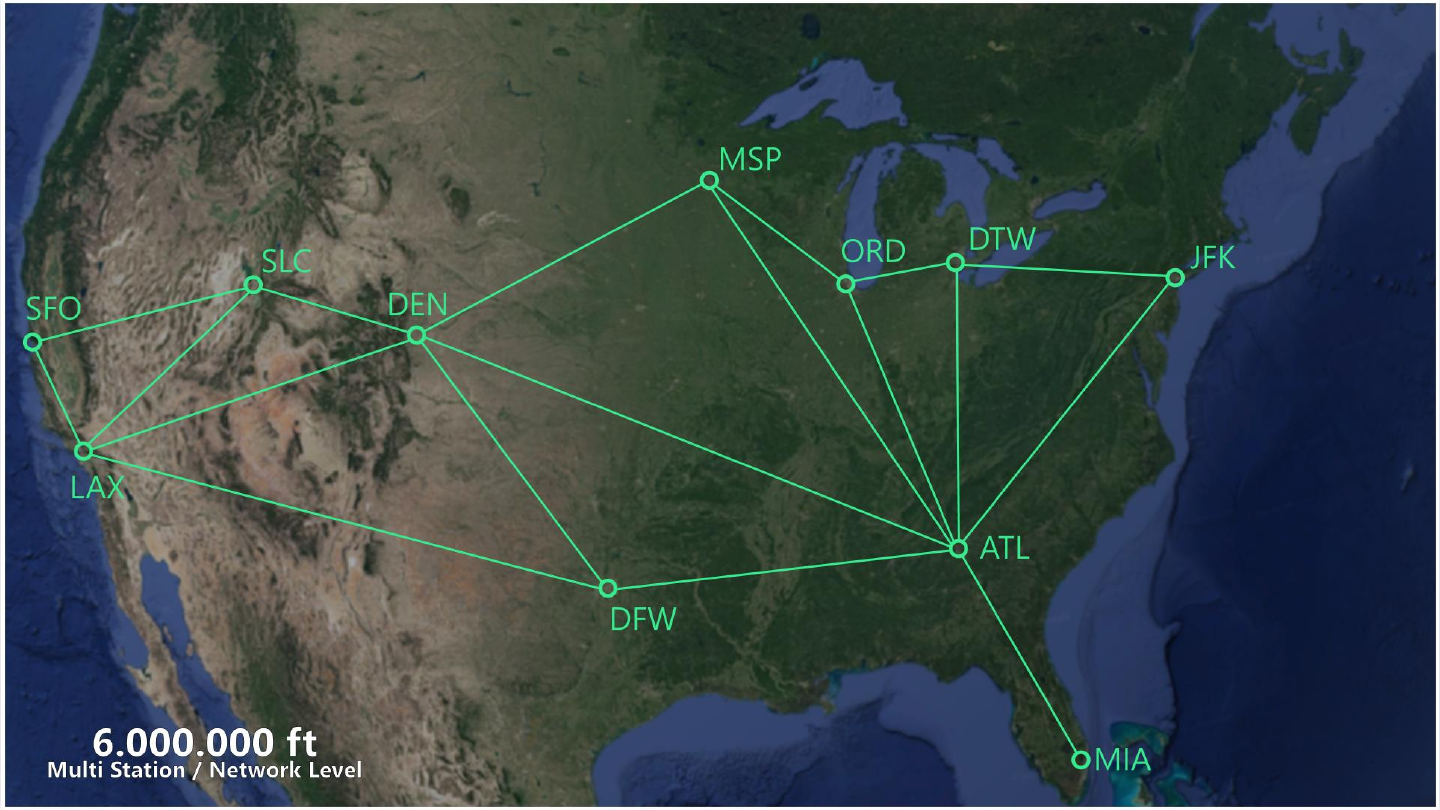 MSP
ORD
DTW
JFK
SLC
SFO
DEN
LAX
ATL
DFW
MIA
6.000.000 ft
Multi Station / Network Level